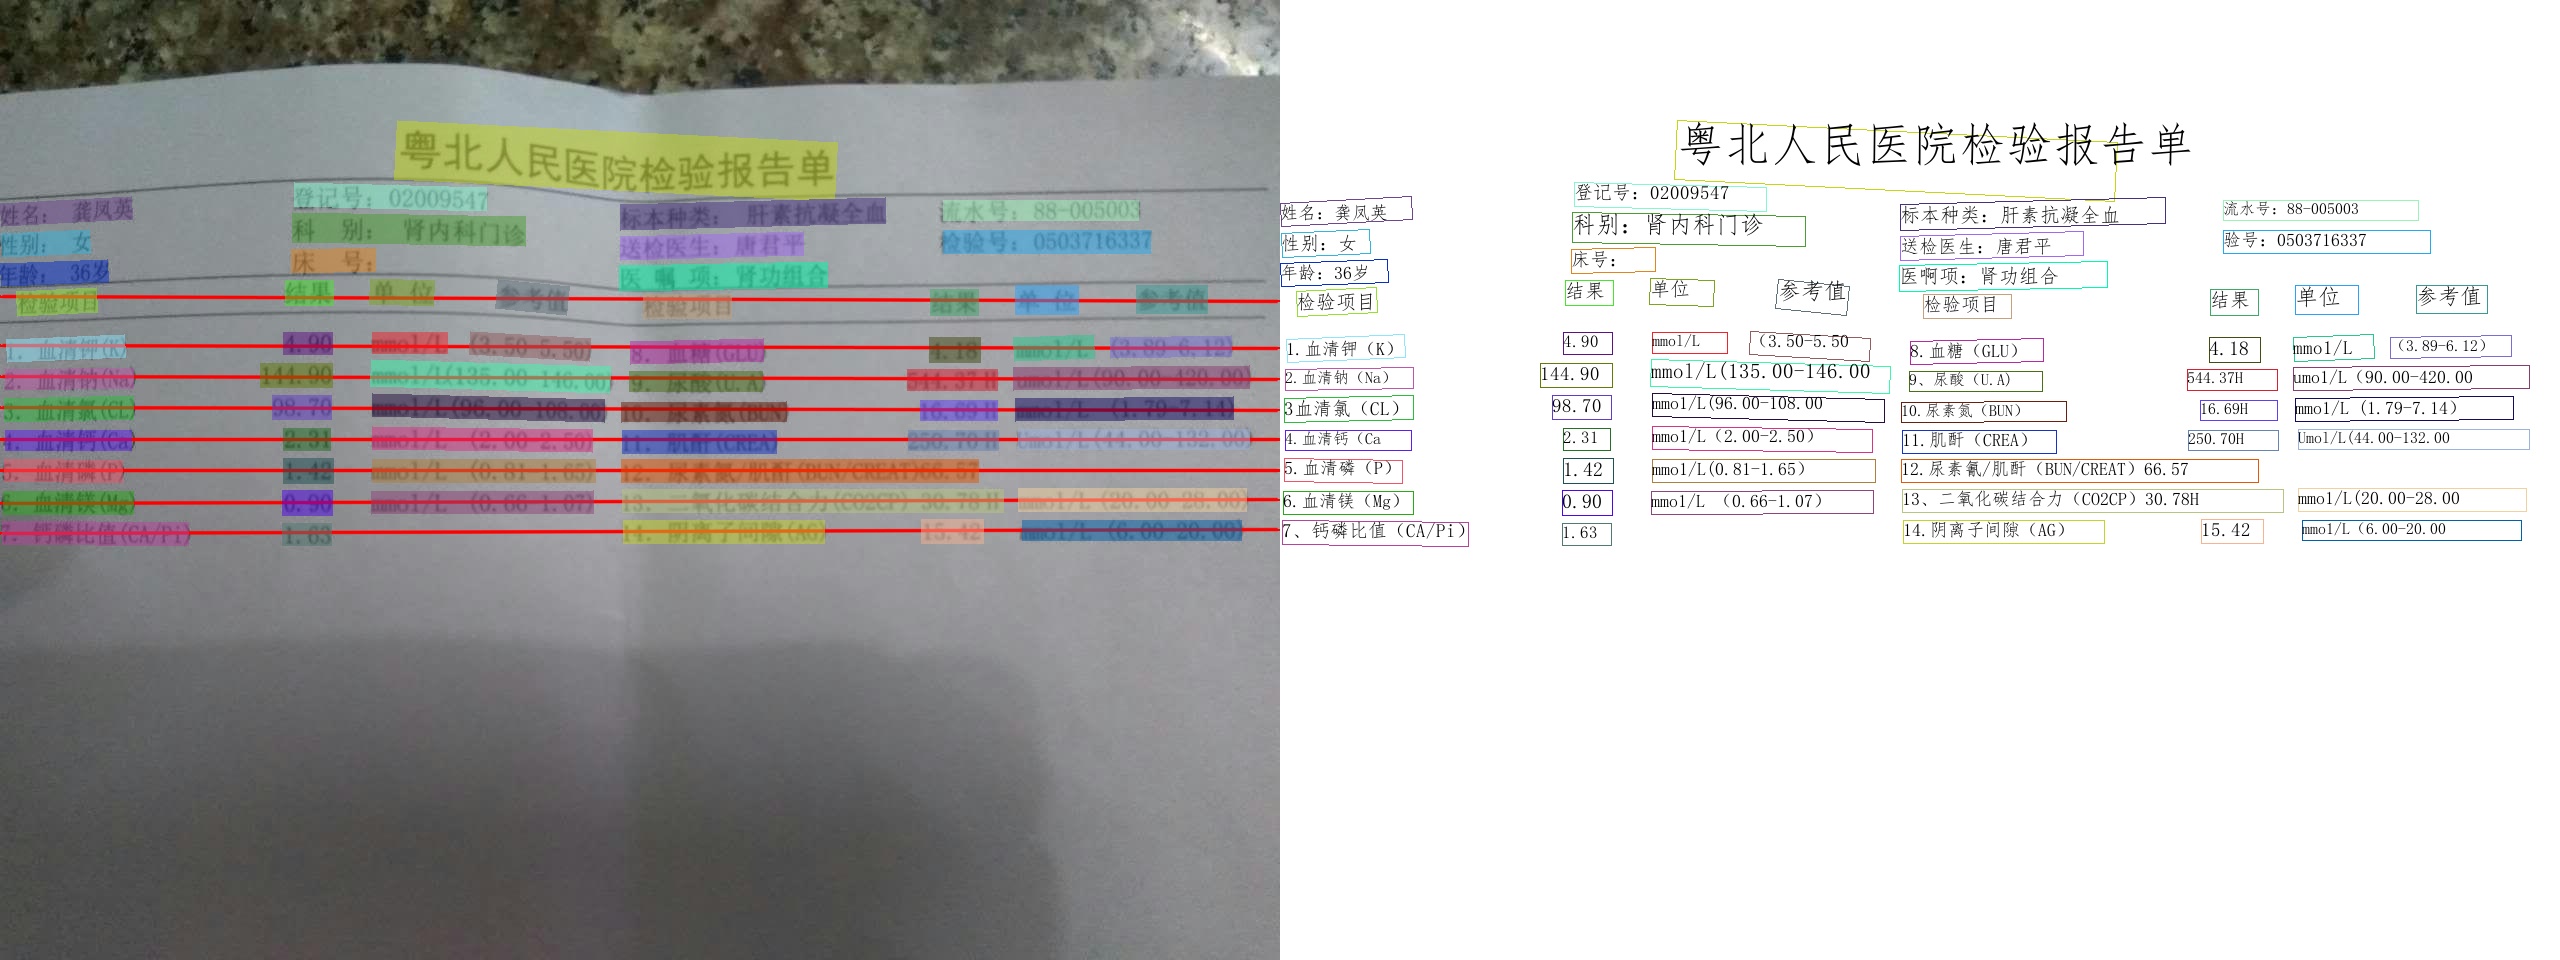 粤北人民医院检验报告单
姓名: 龚凤英 登记号: 02009547 标本种类: 肝素抗凝全血 流水号: 88-005003
性别: 女 科 别: 肾内科门诊 送检医生: 唐君平 检验号: 0503716337
年龄: 36岁 床 号: 医 嘱 项: 肾功组合
检验项目 结果 单 位 参考值 检验项目 结果 单 位 参考值
1. 血清钾(K) 4.90 mmol/L (3.50-5.50) 8. 血糖(GLU) 4.18 mmol/L (3.89-6.12)
2. 血清钠(Na) 144.90 mmol/L(135.00-146.00) 9. 尿酸(U.A) 544.37 H umol/L(90.00-420.00)
3. 血清氯(CL) 98.70 mmol/L(96.00-108.00) 10. 尿素氮(BUN) 16.69 H mmol/L (1.79-7.14)
4. 血清钙(Ca) 2.31 mmol/L (2.00-2.50) 11. 肌酐(CREA) 250.70 H Umol/L(44.00-132.00)
5. 血清磷(P) 1.42 mmol/L (0.81-1.65) 12. 尿素氮/肌酐(BUN/CREAT)66.57
6. 血清镁(Mg) 0.90 mmol/L (0.66-1.07) 13. 二氧化碳结合力(CO2CP) 30.78 H mmol/L(20.00-28.00)
7. 钙磷比值(CA/Pi) 1.63 14. 阴离子间隙(AG) 15.42 mmol/L (6.00-20.00)
粤北人民医院检验报告单
姓名: 龚凤英 登记号: 02009547 标本种类: 肝素抗凝全血 流水号: 88-005003
性别: 女 科别: 肾内科门诊 送检医生: 唐君平 验号: 0503716337
年龄: 36岁 床号: 医啊项: 肾功组合
检验项目 结果 单位 参考值 检验项目 结果 单位 参考值
1.血清钾（K） 4.90 mmol/L （3.50-5.50 8.血糖（GLU） 4.18 mmol/L （3.89-6.12）
2.血清钠（Na） 144.90 mmol/L(135.00-146.00 9、尿酸（U.A) 544.37H umol/L（90.00-420.00
3血清氯（CL） 98.70 mmol/L(96.00-108.00 10.尿素氮（BUN） 16.69H mmol/L（1.79-7.14）
4.血清钙（Ca 2.31 mmol/L（2.00-2.50） 11.肌酐（CREA） 250.70H Umol/L(44.00-132.00
5.血清磷（P） 1.42 mmol/L(0.81-1.65） 12.尿素氰/肌酐（BUN/CREAT）66.57
6.血清镁（Mg） 0.90 mmol/L （0.66-1.07） 13、二氧化碳结合力（CO2CP）30.78H mmol/L(20.00-28.00
7、钙磷比值（CA/Pi） 1.63 14.阴离子间隙（AG） 15.42 mmol/L（6.00-20.00